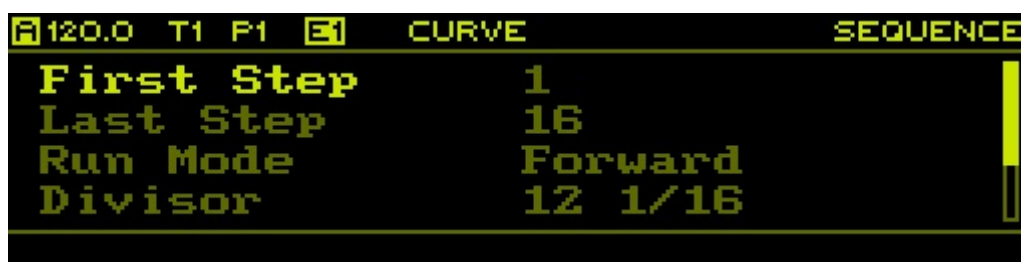 A 120.0 T1 P1 E1 CURVE SEQUENCE
First Step 1
Last Step 16
Run Mode Forward
Divisor 12 1/16